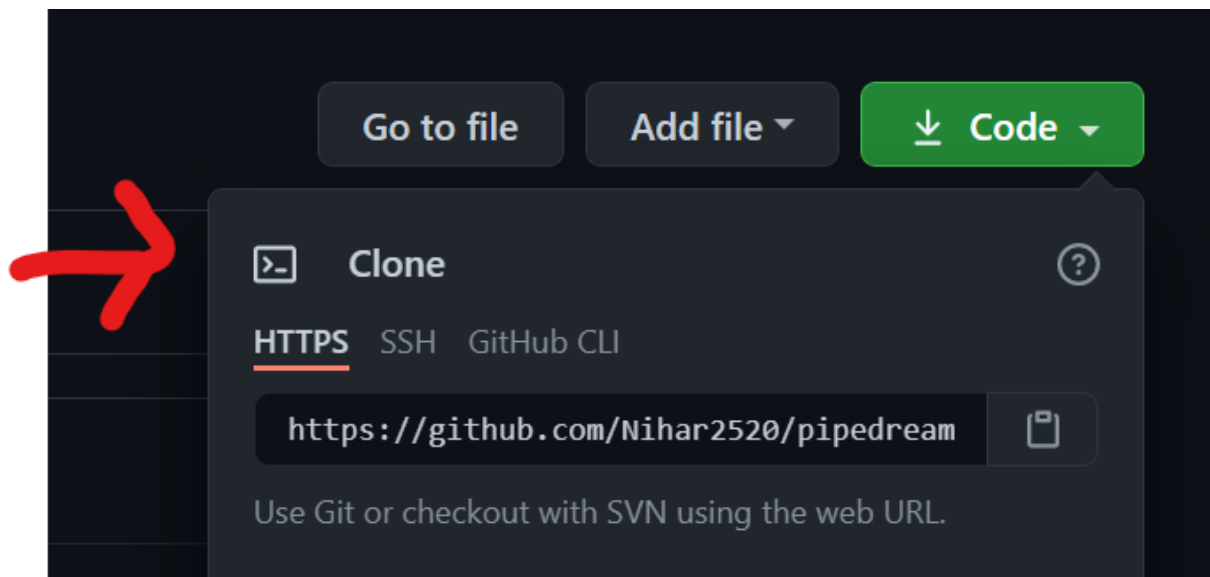 Go to file Add file Code
Clone
HTTPS SSH GitHub CLI
https://github.com/Nihar2520/pipedream
Use Git or checkout with SVN using the web URL.